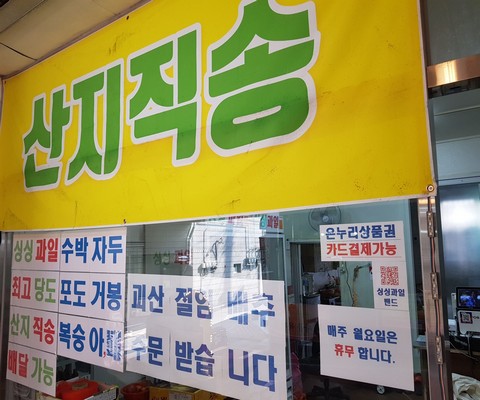 산지직송
싱싱 과일
최고 당도
산지 직송
배달 가능
수박 자두
포도 거봉
복숭아
괴산 절임 배추
주문 받습니다
온누리상품권
카드결제가능
싱싱과일
밴드
매주 월요일은
휴무 합니다.